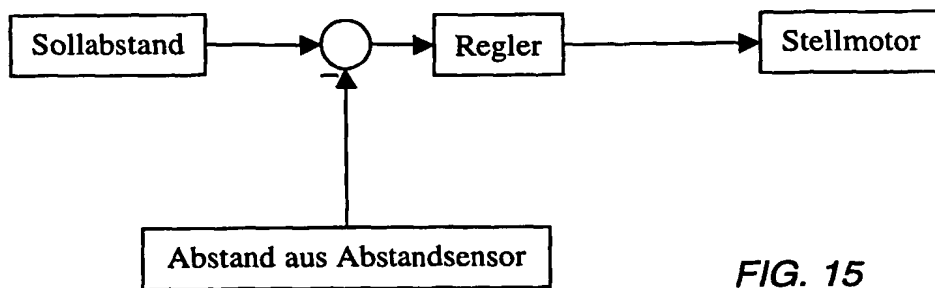 Sollabstand
Regler
Stellmotor
–
Abstand aus Abstandsensor
FIG. 15